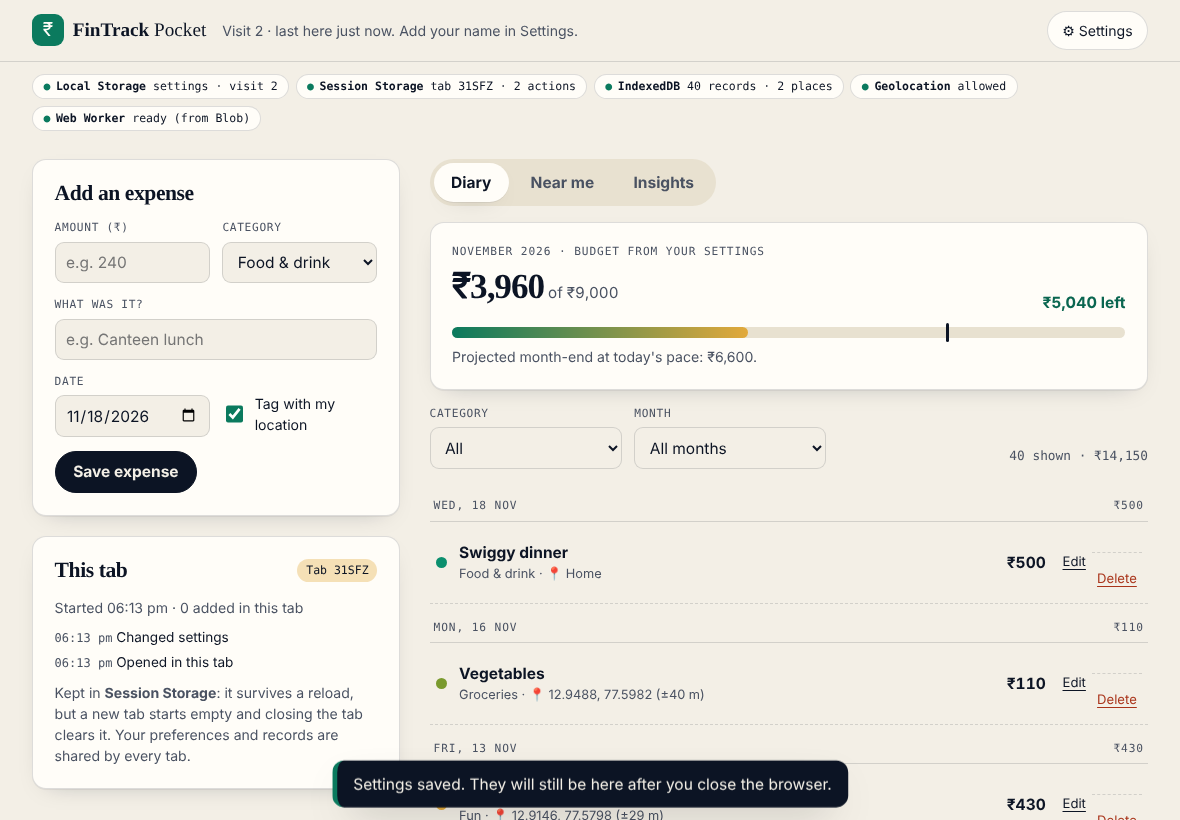 ₹ FinTrack Pocket Visit 2 · last here just now. Add your name in Settings. ⚙ Settings
● Local Storage settings · visit 2 ● Session Storage tab 31SFZ · 2 actions ● IndexedDB 40 records · 2 places ● Geolocation allowed
● Web Worker ready (from Blob)
Add an expense
AMOUNT (₹) CATEGORY
e.g. 240 Food & drink
WHAT WAS IT?
e.g. Canteen lunch
DATE
11/18/2026 Tag with my
location
Save expense
This tab Tab 31SFZ
Started 06:13 pm · 0 added in this tab
06:13 pm Changed settings
06:13 pm Opened in this tab
Kept in Session Storage: it survives a reload,
but a new tab starts empty and closing the tab
clears it. Your preferences and records are
shared by every tab.
Diary Near me Insights
NOVEMBER 2026 · BUDGET FROM YOUR SETTINGS
₹3,960 of ₹9,000
₹5,040 left
Projected month-end at today's pace: ₹6,600.
CATEGORY MONTH
All All months
40 shown · ₹14,150
WED, 18 NOV ₹500
Swiggy dinner
Food & drink · 📍 Home
₹500 Edit
Delete
MON, 16 NOV ₹110
Vegetables
Groceries · 📍 12.9488, 77.5982 (±40 m)
₹110 Edit
Delete
FRI, 13 NOV ₹430
₹430 Edit
Fun · 📍 12.9146, 77.5798 (±29 m)
Delete
Settings saved. They will still be here after you close the browser.